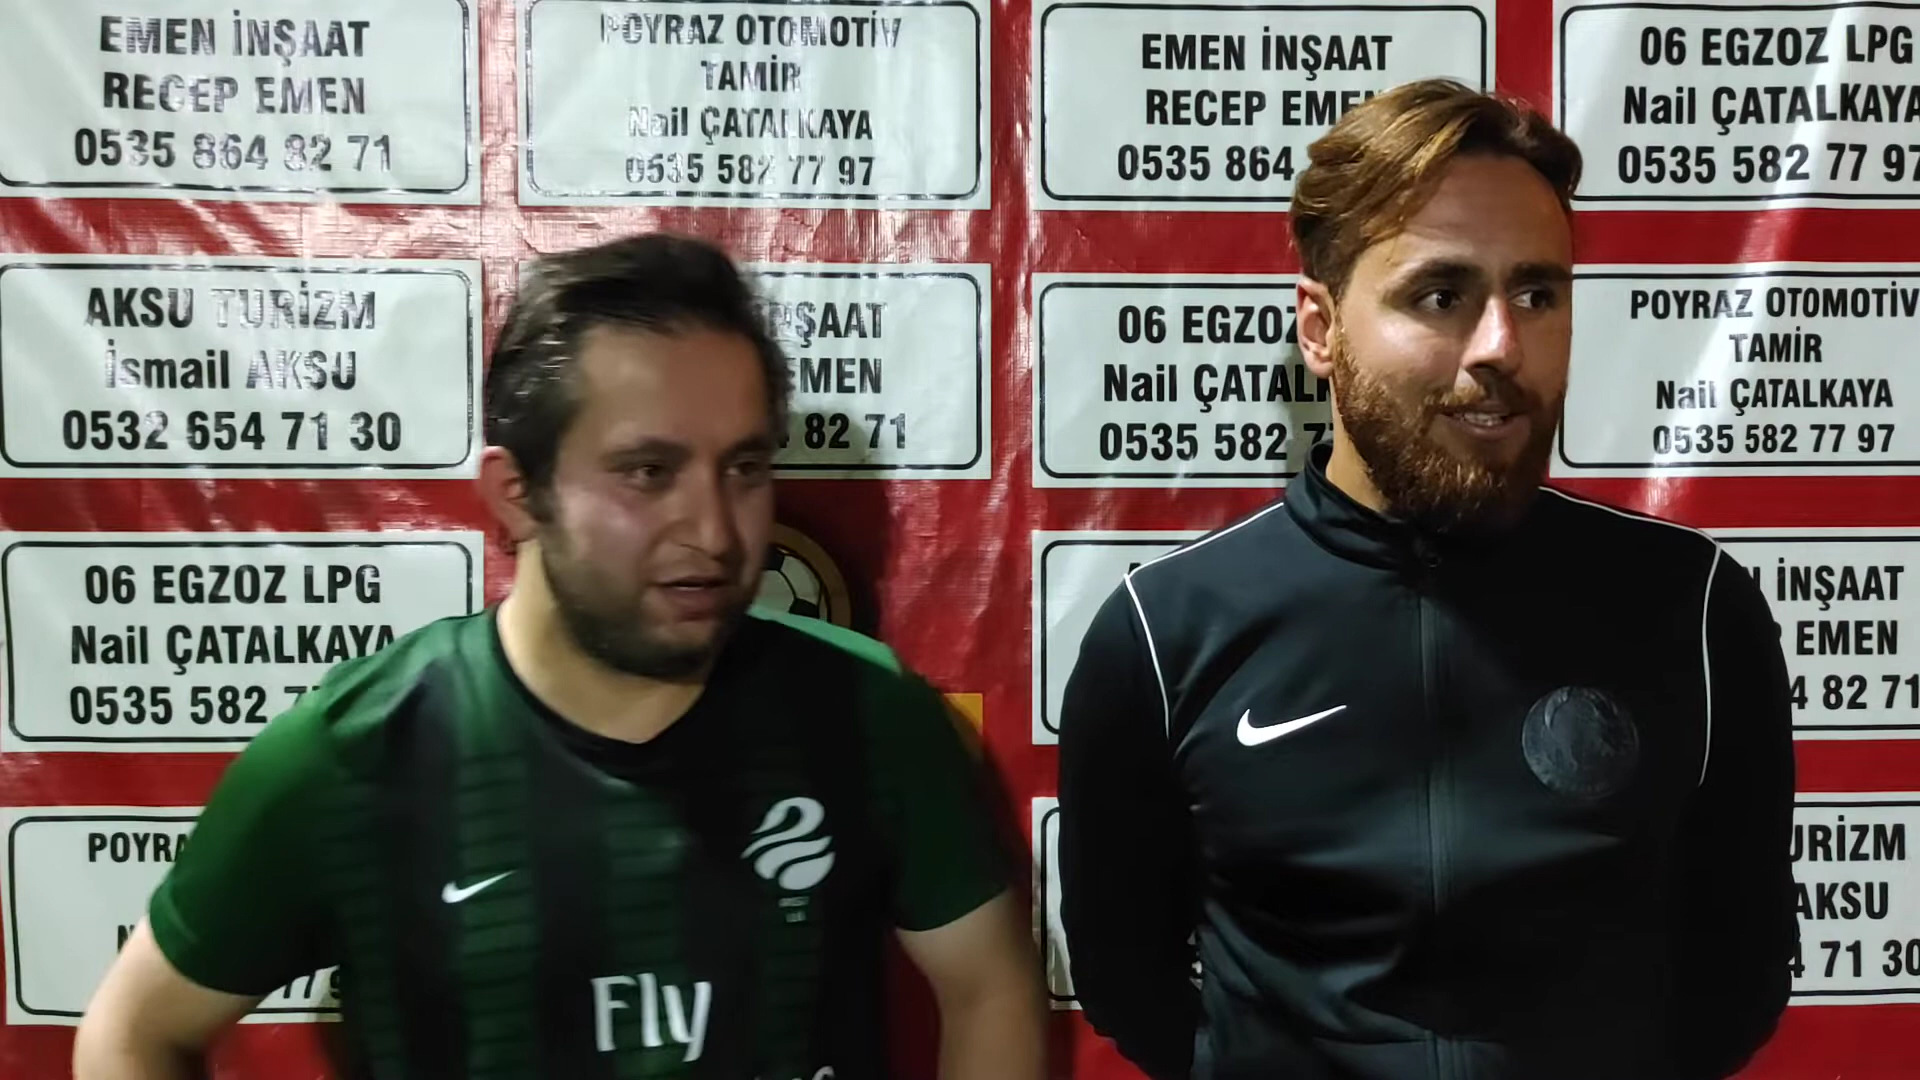 EMEN İNŞAAT
RECEP EMEN
0535 864 82 71
POYRAZ OTOMOTİV
TAMİR
Nail ÇATALKAYA
0535 582 77 97
EMEN İNŞAAT
RECEP EMEN
0535 864
06 EGZOZ LPG
Nail ÇATALKAYA
0535 582 77 97
AKSU TURİZM
İsmail AKSU
0532 654 71 30
İNŞAAT
EMEN
82 71
06 EGZOZ
Nail ÇATALK
0535 582 7
POYRAZ OTOMOTİV
TAMİR
Nail ÇATALKAYA
0535 582 77 97
06 EGZOZ LPG
Nail ÇATALKAYA
0535 582 7
İNŞAAT
EMEN
4 82 71
POYRA
URİZM
AKSU
4 71 30
Fly